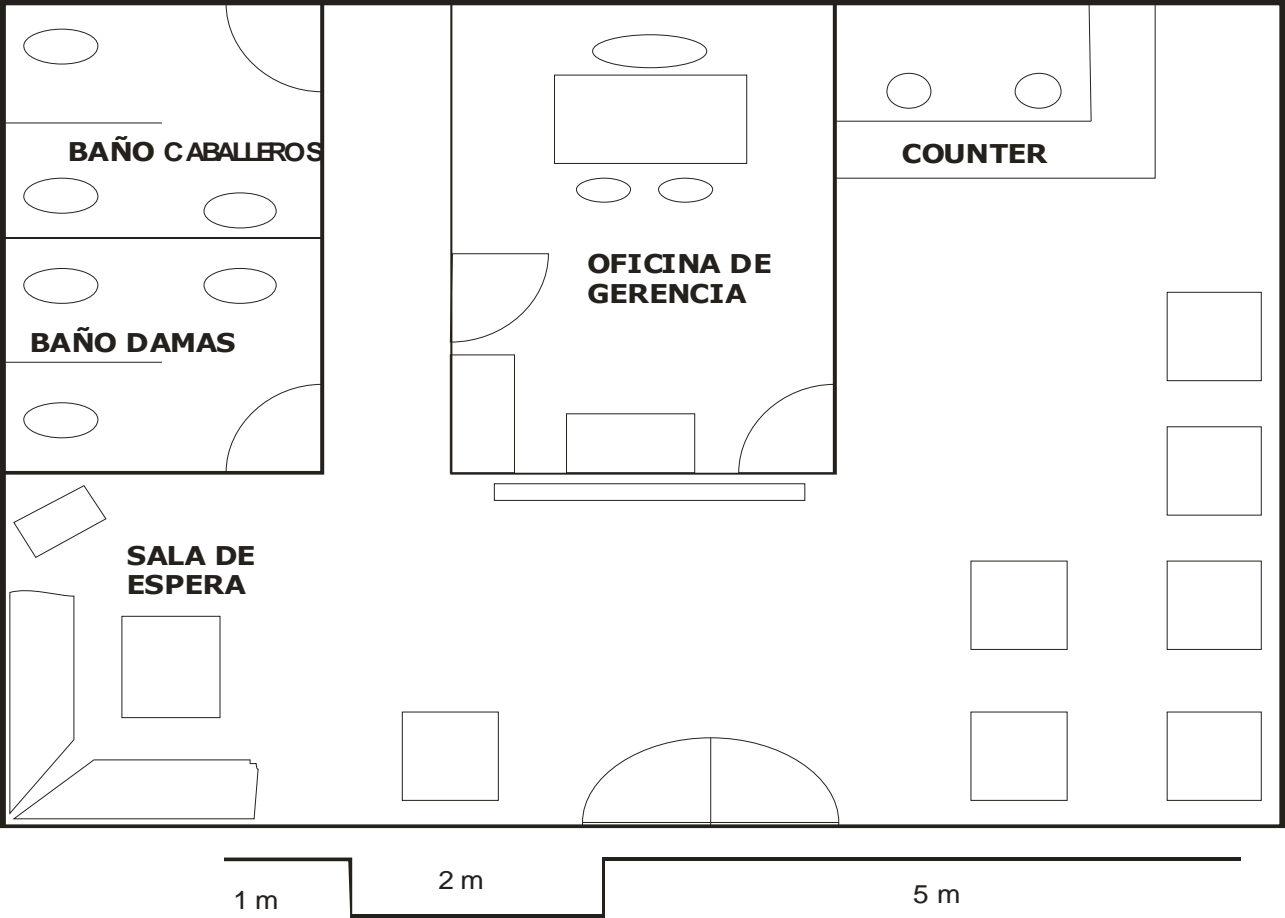 BAÑO CABALLEROS
COUNTER
OFICINA DE
GERENCIA
BAÑO DAMAS
SALA DE
ESPERA
1 m
2 m
5 m